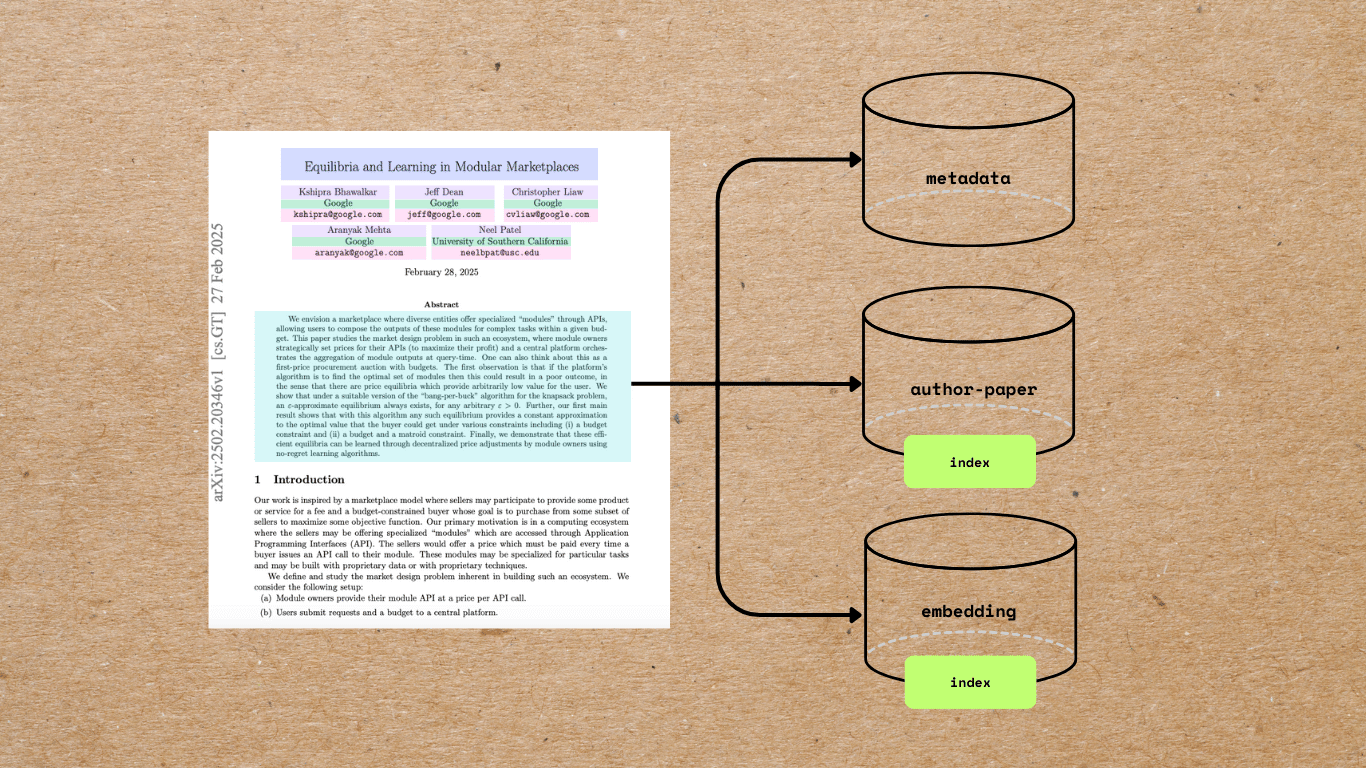 Equilibria and Learning in Modular Marketplaces
Kshipra Bhawalkar
Google
kshipra@google.com
Jeff Dean
Google
jeff@google.com
Christopher Liaw
Google
cvliaw@google.com
Aranyak Mehta
Google
aranyak@google.com
Neel Patel
University of Southern California
neelbpat@usc.edu
February 28, 2025
arXiv:2502.20346v1 [cs.GT] 27 Feb 2025
Abstract
We envision a marketplace where diverse entities offer specialized “modules” through APIs,
allowing users to compose the outputs of these modules for complex tasks within a given bud-
get. This paper studies the market design problem in such an ecosystem, where module owners
strategically set prices for their APIs (to maximize their profit) and a central platform orches-
trates the aggregation of module outputs at query-time. One can also think about this as a
first-price procurement auction with budgets. The first observation is that if the platform’s
algorithm is to find the optimal set of modules then this could result in a poor outcome, in
the sense that there are price equilibria which provide arbitrarily low value for the user. We
show that under a suitable version of the “bang-per-buck” algorithm for the knapsack problem,
an ε-approximate equilibrium always exists, for any arbitrary ε > 0. Further, our first main
result shows that with this algorithm any such equilibrium provides a constant approximation
to the optimal value that the buyer could get under various constraints including (i) a budget
constraint and (ii) a budget and a matroid constraint. Finally, we demonstrate that these effi-
cient equilibria can be learned through decentralized price adjustments by module owners using
no-regret learning algorithms.
1 Introduction
Our work is inspired by a marketplace model where sellers may participate to provide some product
or service for a fee and a budget-constrained buyer whose goal is to purchase from some subset of
sellers to maximize some objective function. Our primary motivation is in a computing ecosystem
where the sellers may be offering specialized “modules” which are accessed through Application
Programming Interfaces (API). The sellers would offer a price which must be paid every time a
buyer issues an API call to their module. These modules may be specialized for particular tasks
and may be built with proprietary data or with proprietary techniques.
We define and study the market design problem inherent in building such an ecosystem. We
consider the following setup:
(a) Module owners provide their module API at a price per API call.
(b) Users submit requests and a budget to a central platform.
metadata
author-paper
index
embedding
index